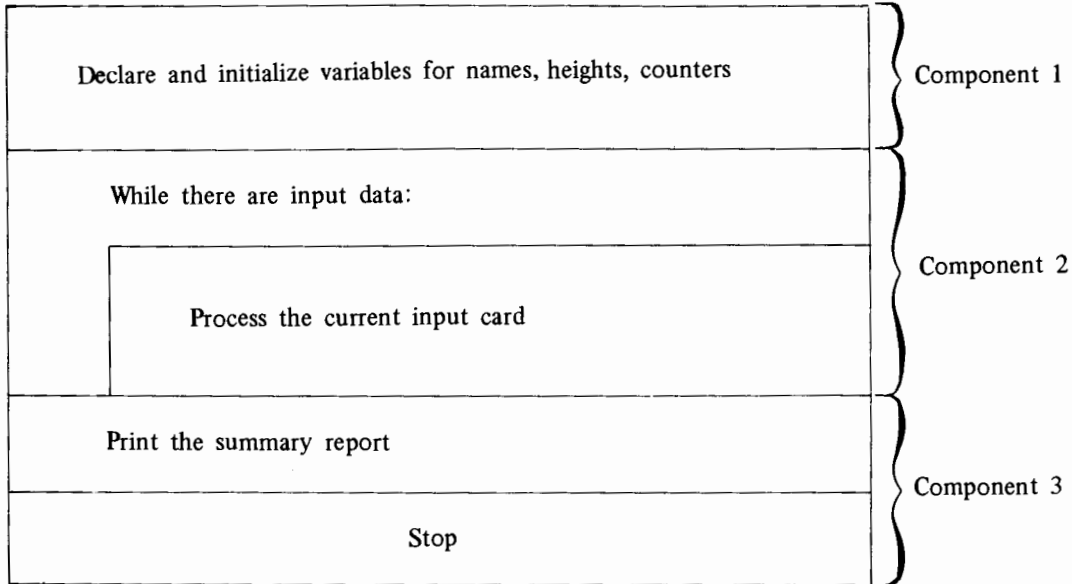 Declare and initialize variables for names, heights, counters
Component 1
While there are input data:
Component 2
Process the current input card
Print the summary report
Component 3
Stop